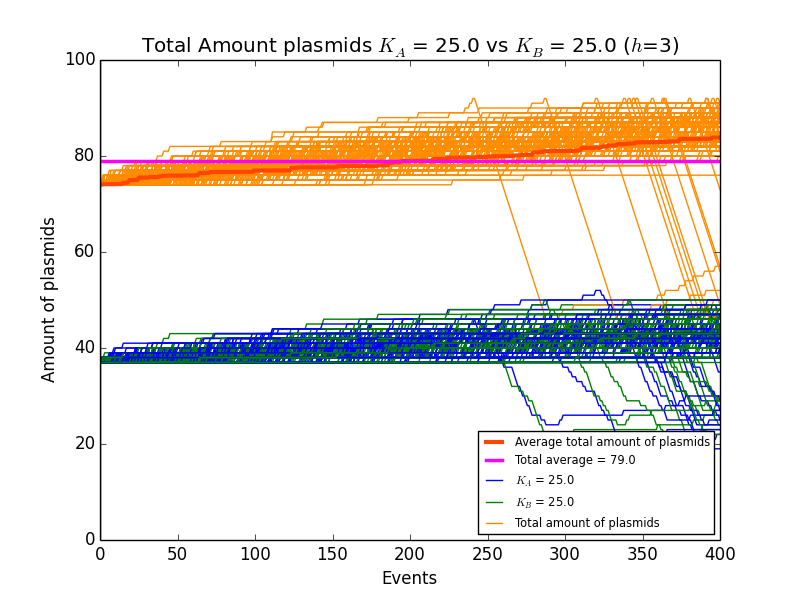 Total Amount plasmids K_A = 25.0 vs K_B = 25.0 (h=3)
100
80
60
40
20
0
Amount of plasmids
0 50 100 150 200 250 300 350 400
Events
Average total amount of plasmids
Total average = 79.0
K_A = 25.0
K_B = 25.0
Total amount of plasmids